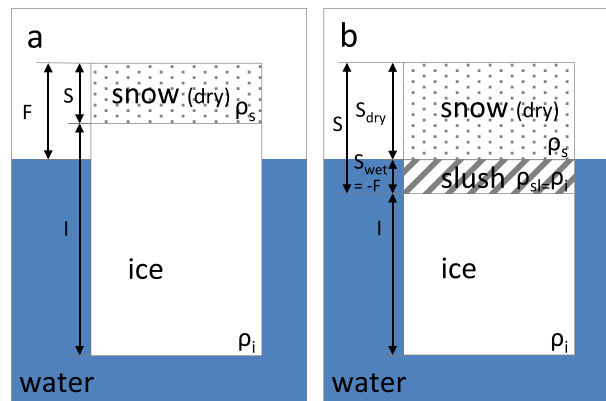 a
S
F
snow (dry)
ρs
I
ice
ρi
water
b
S
Sdry
snow (dry)
ρs
Swet
= -F
slush ρsl=ρi
I
ice
ρi
water